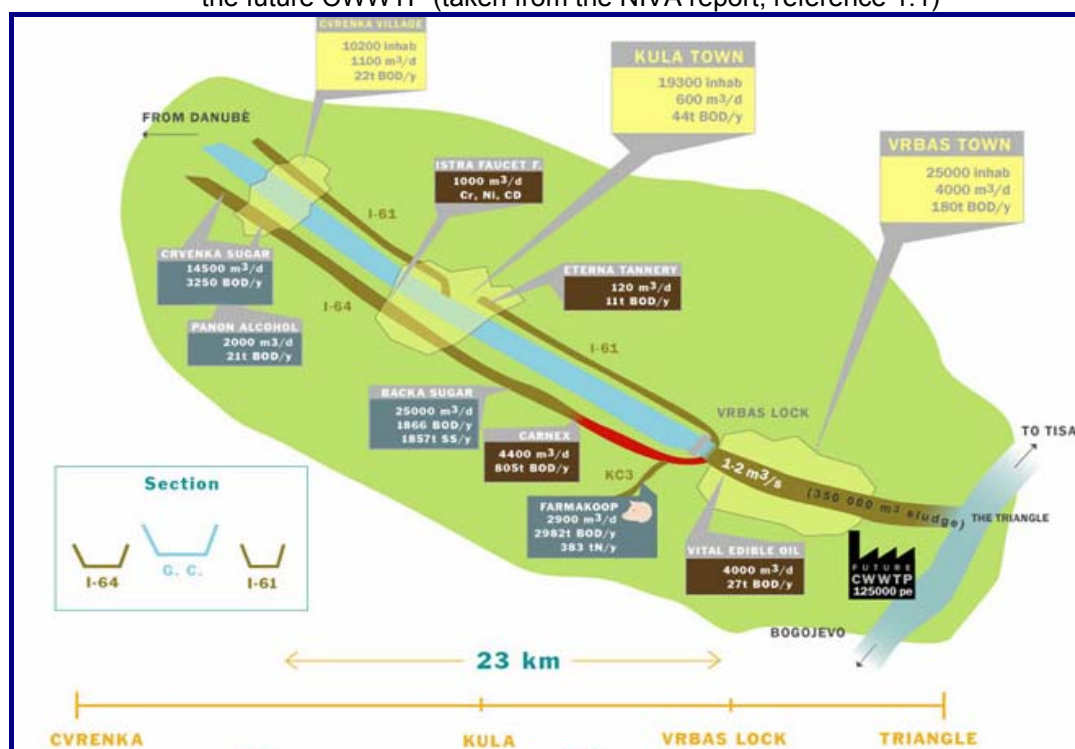 the future CWWTP (taken from the NIVA report, reference 1.1)
CVRENKA VILLAGE
10200 inhab
1100 m³/d
22t BOD/y
KULA TOWN
19300 inhab
600 m³/d
44t BOD/y
FROM DANUBÈ
VRBAS TOWN
25000 inhab
4000 m³/d
180t BOD/y
ISTRA FAUCET F.
1000 m³/d
Cr, Ni, CD
I-61
CRVENKA SUGAR
14500 m³/d
3250 BOD/y
ETERNA TANNERY
120 m³/d
11t BOD/y
I-64
PANON ALCOHOL
2000 m3/d
21t BOD/y
I-61
BACKA SUGAR
25000 m³/d
1866 BOD/y
1857t SS/y
VRBAS LOCK
CARNEX
4400 m³/d
805t BOD/y
TO TISA
KC3
1-2 m³/s
(350 000 m³ sludge)
THE TRIANGLE
FARMAKOOP
2900 m³/d
2982t BOD/y
383 tN/y
VITAL EDIBLE OIL
4000 m³/d
27t BOD/y
FUTURE
CWWTP
125000 pe
BOGOJEVO
Section
I-64
G. C.
I-61
23 km
CVRENKA
KULA
VRBAS LOCK
TRIANGLE